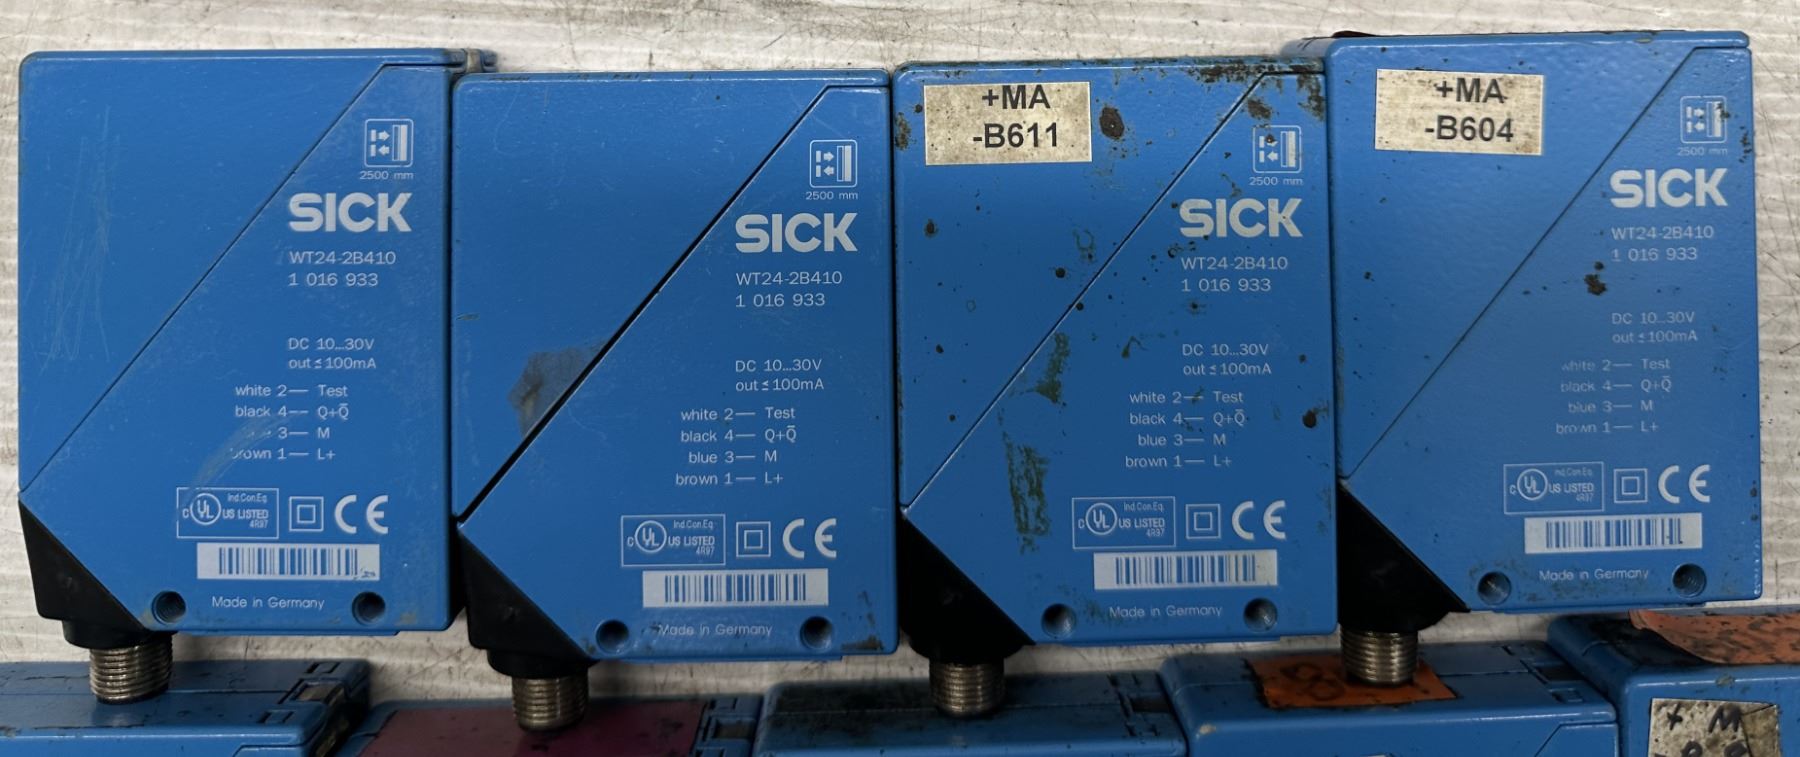 2500 mm
SICK
WT24-2B410
1 016 933
DC 10...30V
out ≤ 100mA
white 2— Test
black 4— Q+Q̅
3— M
brown 1— L+
Ind.Con.Eq.
C UL US LISTED
4R97
CE
Made in Germany
2500 mm
SICK
WT24-2B410
1 016 933
DC 10...30V
out ≤ 100mA
white 2— Test
black 4— Q+Q̅
blue 3— M
brown 1— L+
Ind.Con.Eq.
C UL US LISTED
4R97
CE
Made in Germany
+MA
-B611
2500 mm
SICK
WT24-2B410
1 016 933
DC 10...30V
out ≤ 100mA
white 2— Test
black 4— Q+Q̅
blue 3— M
brown 1— L+
Ind.Con.Eq.
C UL US LISTED
4R97
CE
Made in Germany
+MA
-B604
2500 mm
SICK
WT24-2B410
1 016 933
DC 10...30V
out ≤ 100mA
white 2— Test
black 4— Q+Q̅
blue 3— M
brown 1— L+
Ind.Con.Eq.
C UL US LISTED
4R97
CE
Made in Germany
+ M